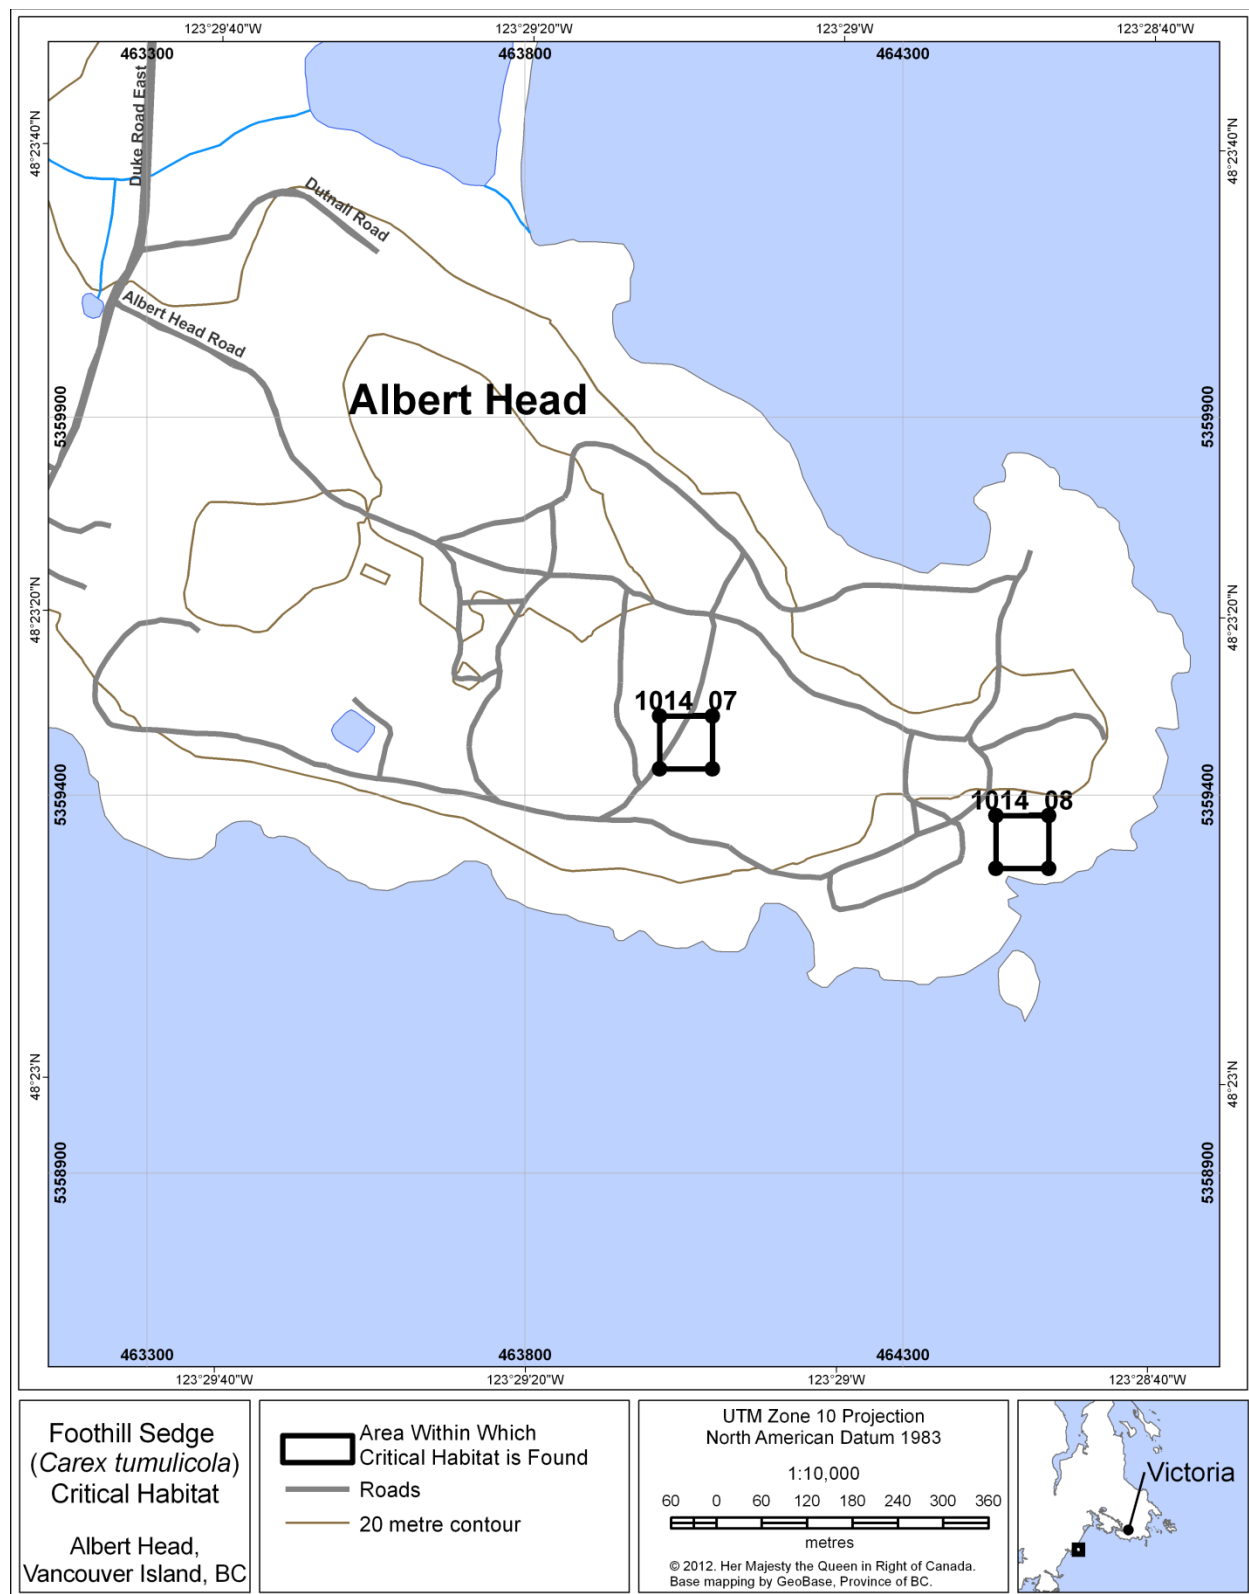 123°29'40"W
123°29'20"W
123°29'W
123°28'40"W
463300
463800
464300
48°23'40"N
48°23'40"N
Duke Road East
Dutnall Road
Albert Head Road
Albert Head
5359900
5359900
48°23'20"N
48°23'20"N
1014_07
5359400
5359400
1014_08
48°23'N
48°23'N
5358900
5358900
463300
463800
464300
123°29'40"W
123°29'20"W
123°29'W
123°28'40"W
Foothill Sedge
(Carex tumulicola)
Critical Habitat
Albert Head,
Vancouver Island, BC
Area Within Which
Critical Habitat is Found
Roads
20 metre contour
UTM Zone 10 Projection
North American Datum 1983
1:10,000
60 0 60 120 180 240 300 360
metres
© 2012. Her Majesty the Queen in Right of Canada.
Base mapping by GeoBase, Province of BC.
Victoria